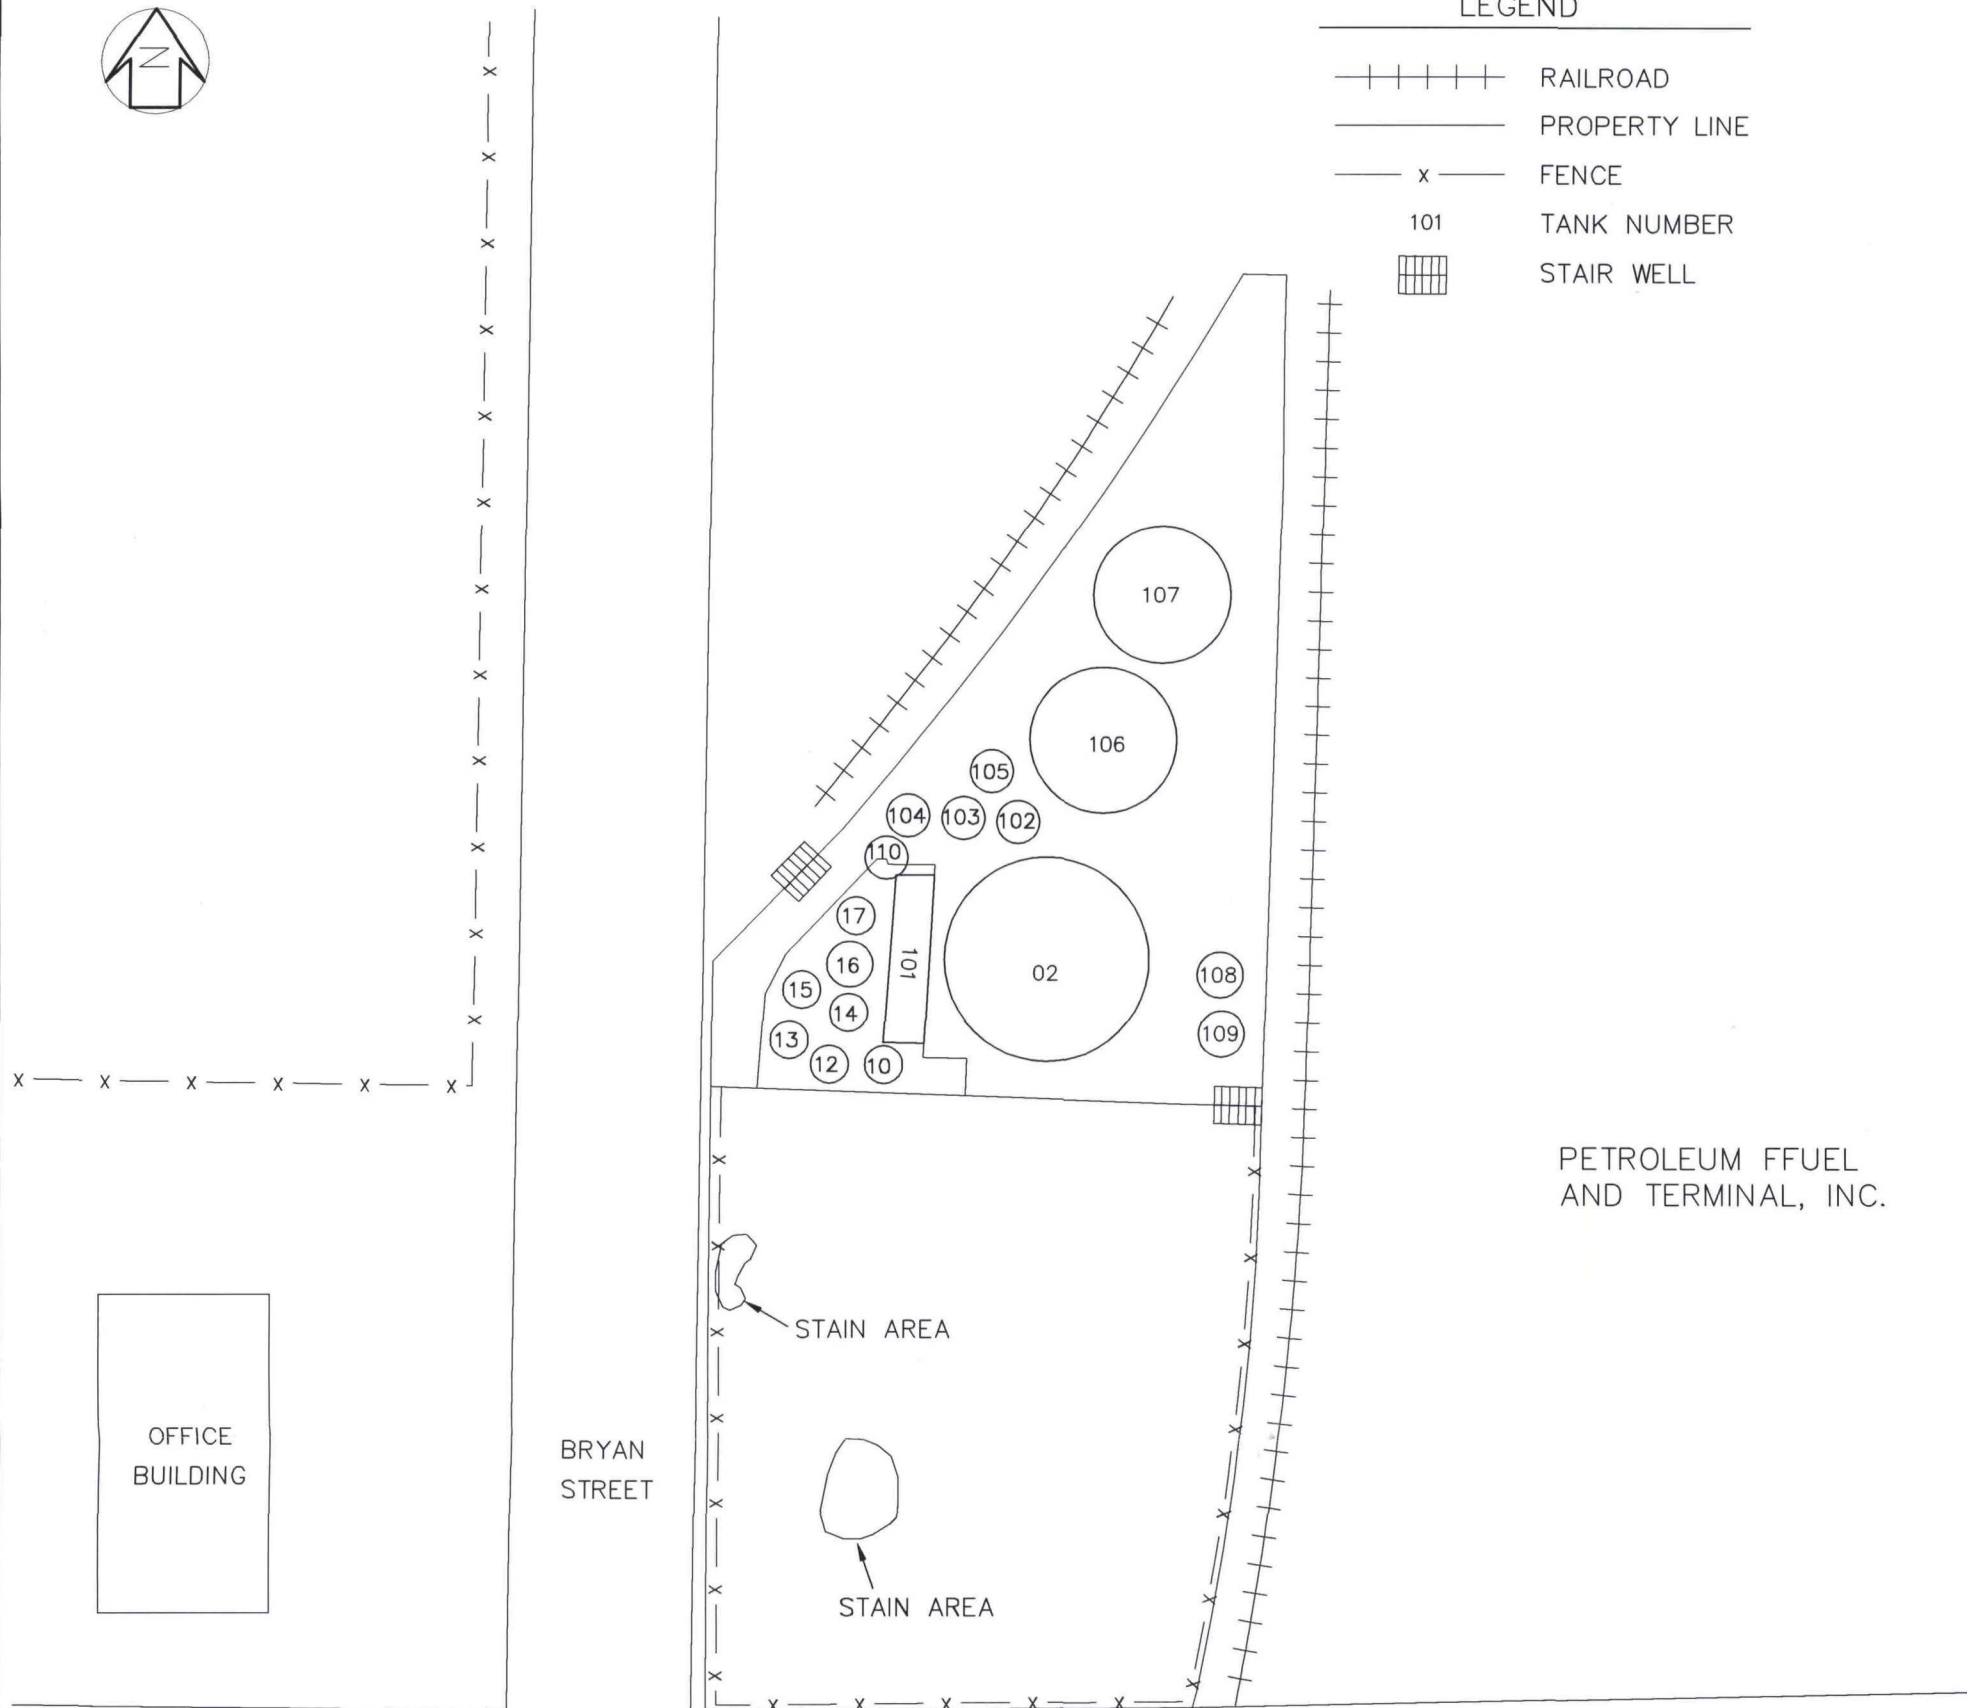 N
LEGEND
RAILROAD
PROPERTY LINE
x FENCE
101 TANK NUMBER
STAIR WELL
107
106
105
104 103 102
110
17
16 101 02 108
15
14
13 109
12 10
PETROLEUM FFUEL
AND TERMINAL, INC.
STAIN AREA
OFFICE
BUILDING
BRYAN
STREET
STAIN AREA